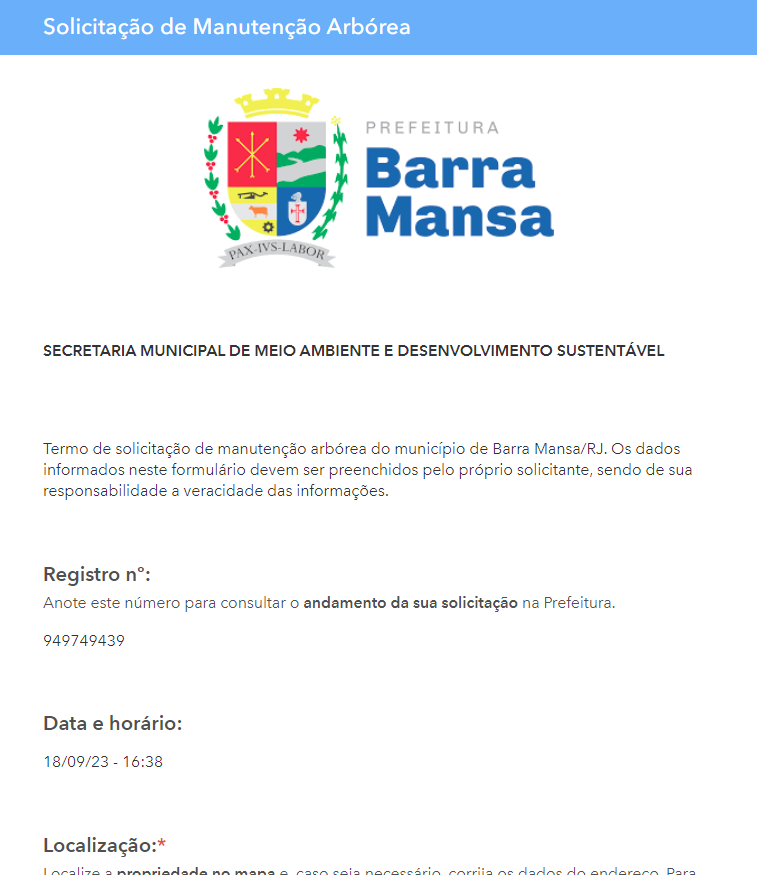 Solicitação de Manutenção Arbórea
PREFEITURA
Barra
Mansa
PAX-IVS-LABOR
SECRETARIA MUNICIPAL DE MEIO AMBIENTE E DESENVOLVIMENTO SUSTENTÁVEL
Termo de solicitação de manutenção arbórea do município de Barra Mansa/RJ. Os dados
informados neste formulário devem ser preenchidos pelo próprio solicitante, sendo de sua
responsabilidade a veracidade das informações.
Registro nº:
Anote este número para consultar o andamento da sua solicitação na Prefeitura.
949749439
Data e horário:
18/09/23 - 16:38
Localização:*
Localize a propriedade no mapa e, caso seja necessário, corrija os dados do endereço. Para